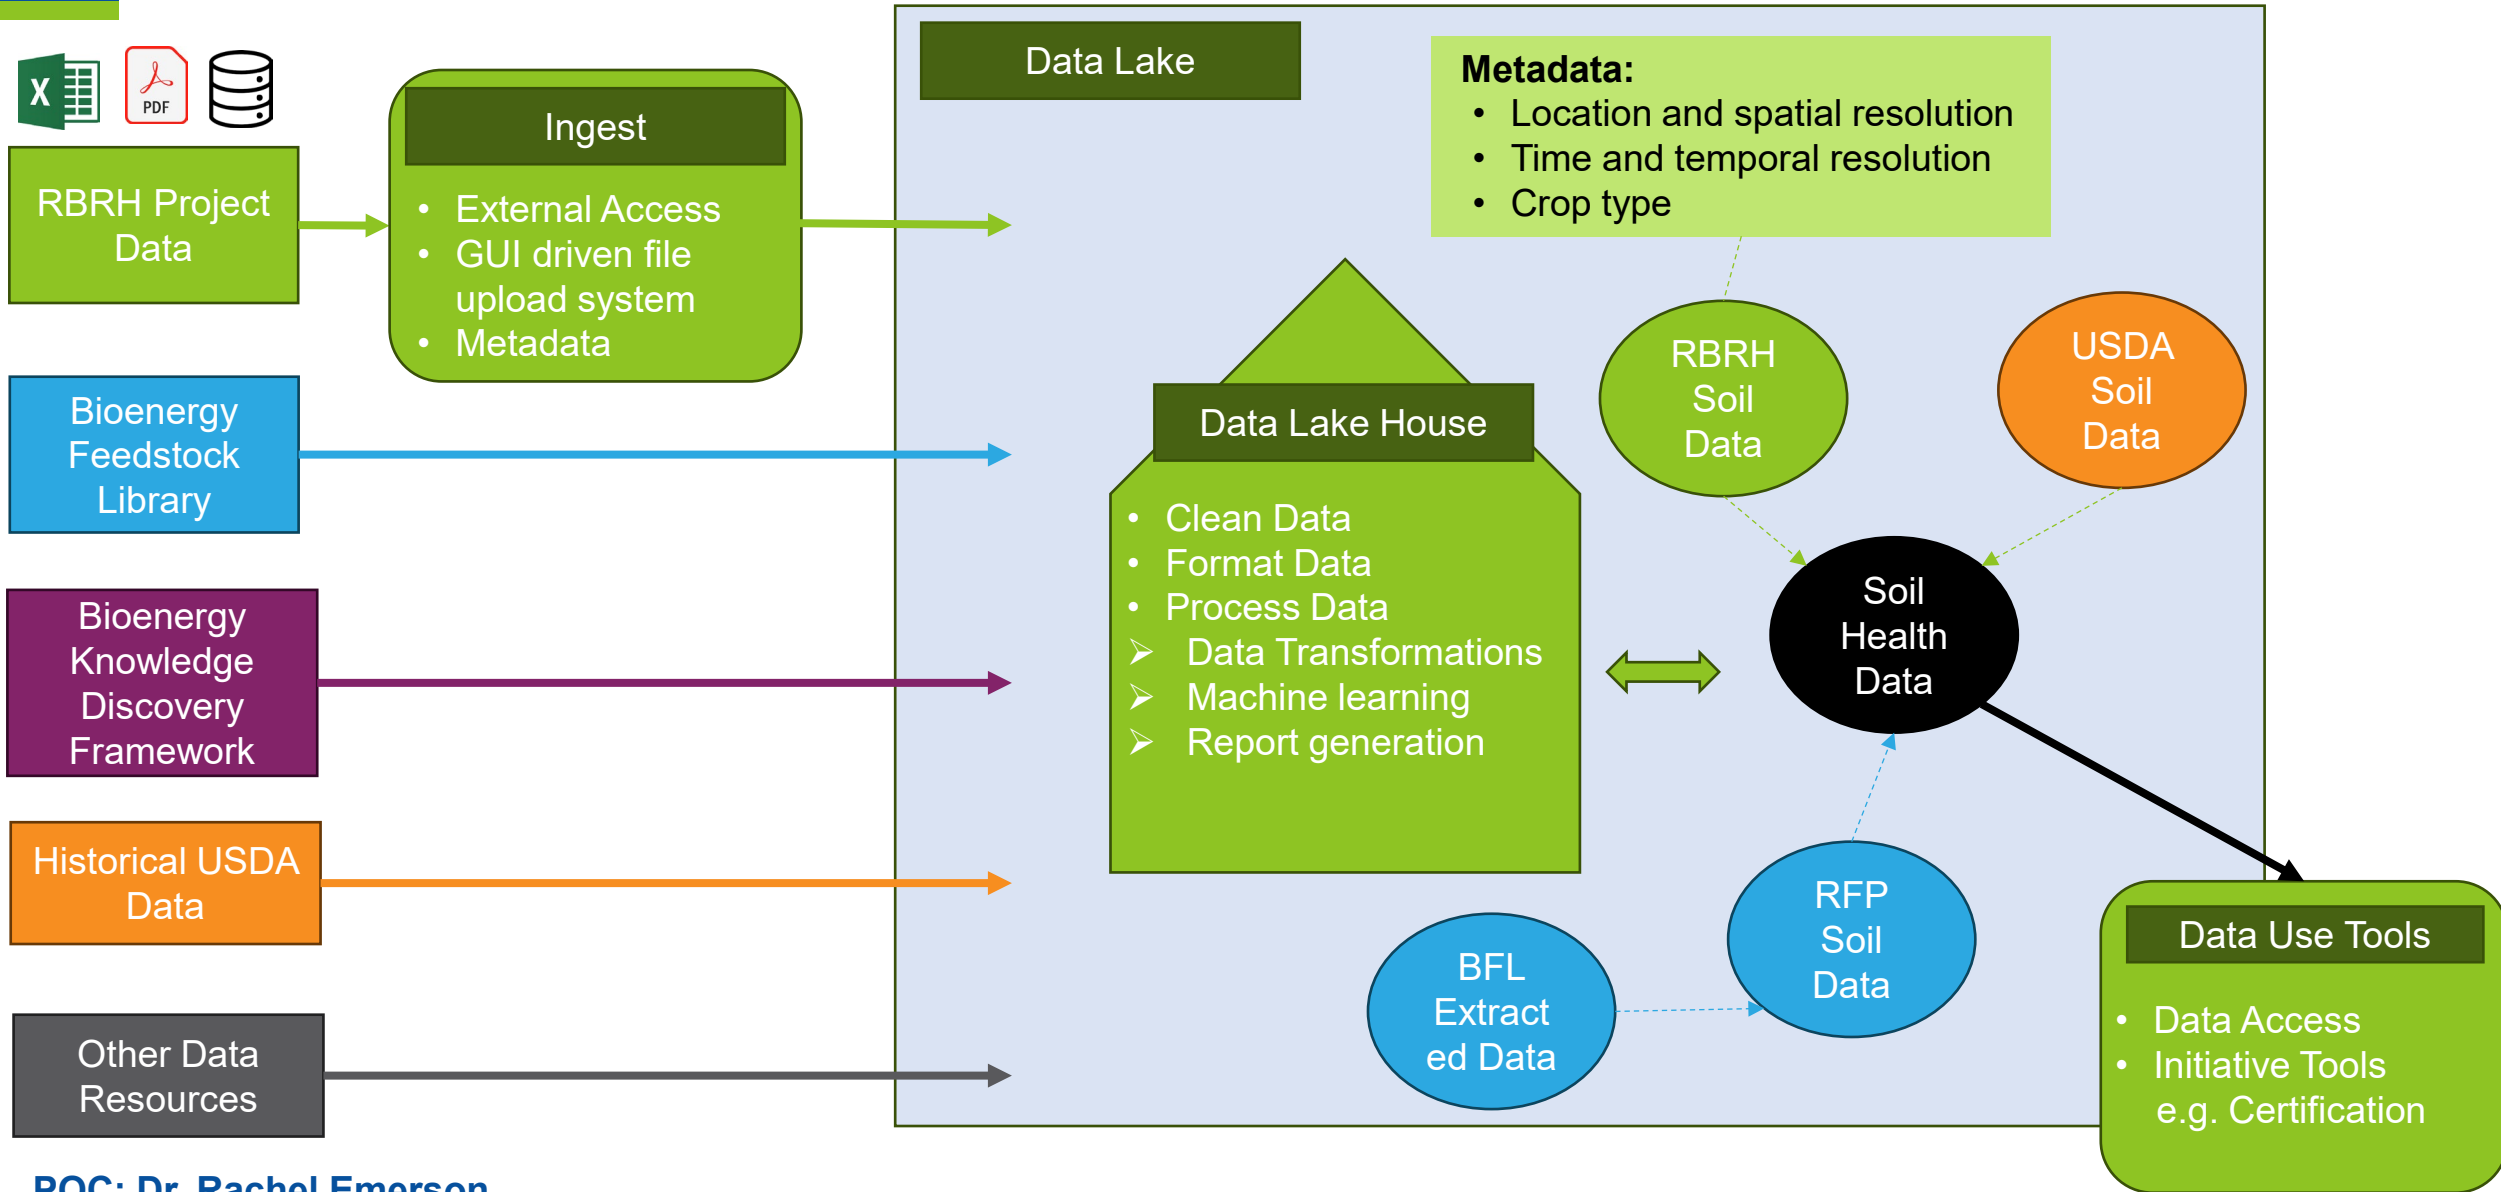 X
PDF
RBRH Project
Data
Ingest
• External Access
• GUI driven file
upload system
• Metadata
Bioenergy
Feedstock
Library
Bioenergy
Knowledge
Discovery
Framework
Historical USDA
Data
Other Data
Resources
POC: Dr. Rachel Emerson
Data Lake
Metadata:
• Location and spatial resolution
• Time and temporal resolution
• Crop type
Data Lake House
• Clean Data
• Format Data
• Process Data
➢ Data Transformations
➢ Machine learning
➢ Report generation
RBRH
Soil
Data
USDA
Soil
Data
Soil
Health
Data
RFP
Soil
Data
BFL
Extract
ed Data
Data Use Tools
• Data Access
• Initiative Tools
e.g. Certification